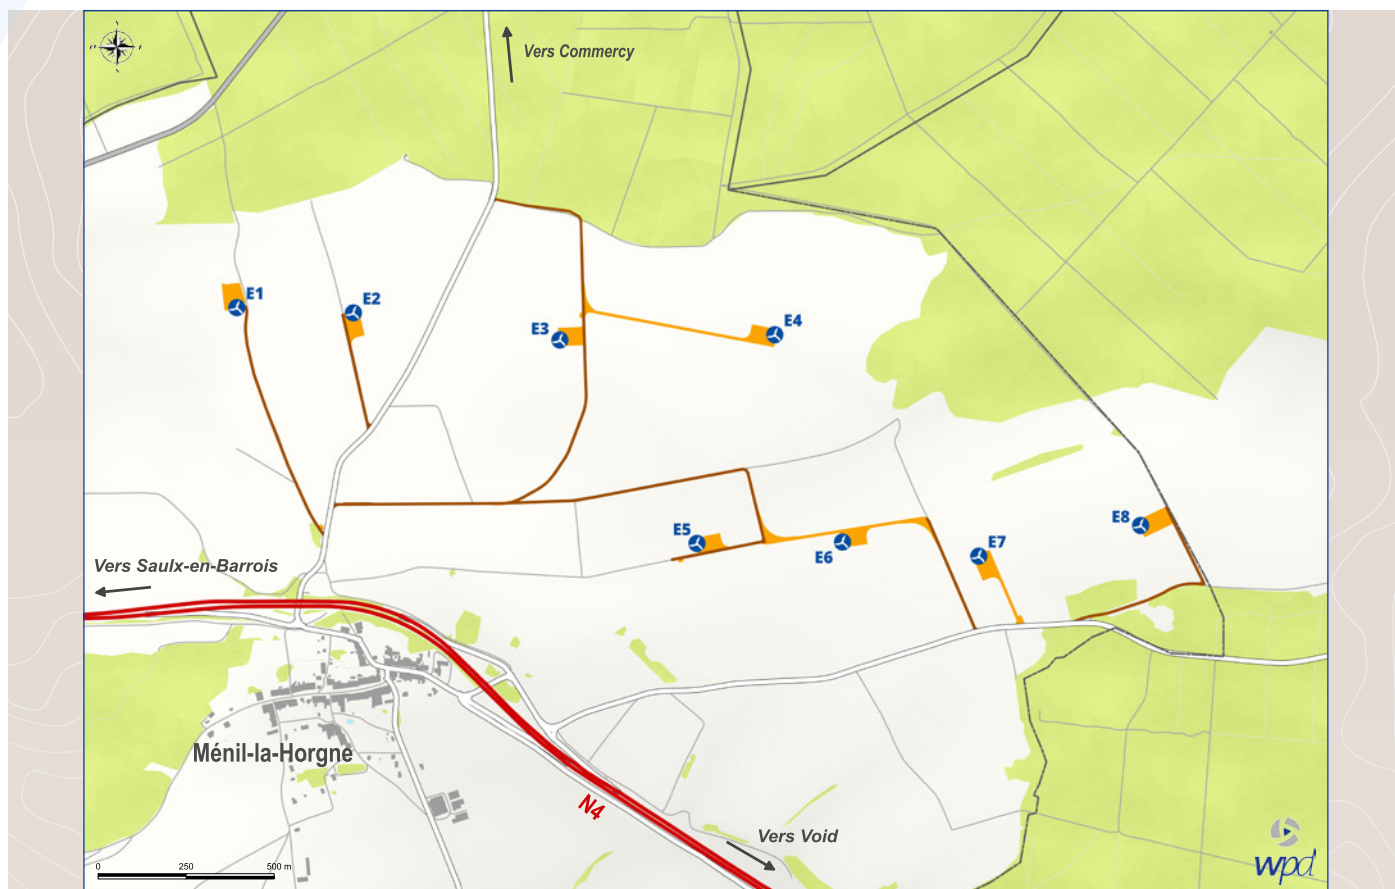 Vers Commercy
E1
E2
E3
E4
E5
E6
E7
E8
Vers Saulx-en-Barrois
Ménil-la-Horgne
N4
Vers Void
0 250 500 m
wpd